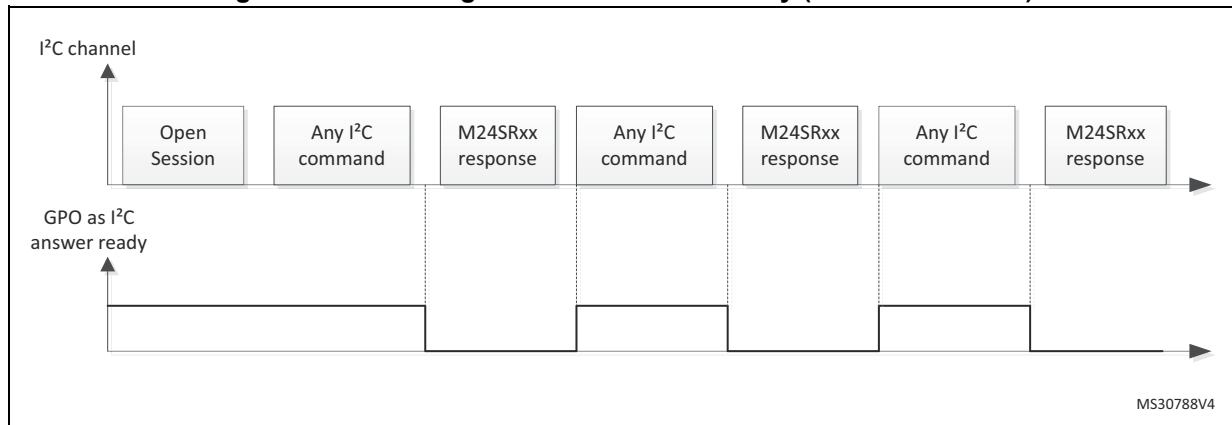 I²C channel
Open
Session
Any I²C
command
M24SRxx
response
Any I²C
command
M24SRxx
response
Any I²C
command
M24SRxx
response
GPO as I²C
answer ready
MS30788V4